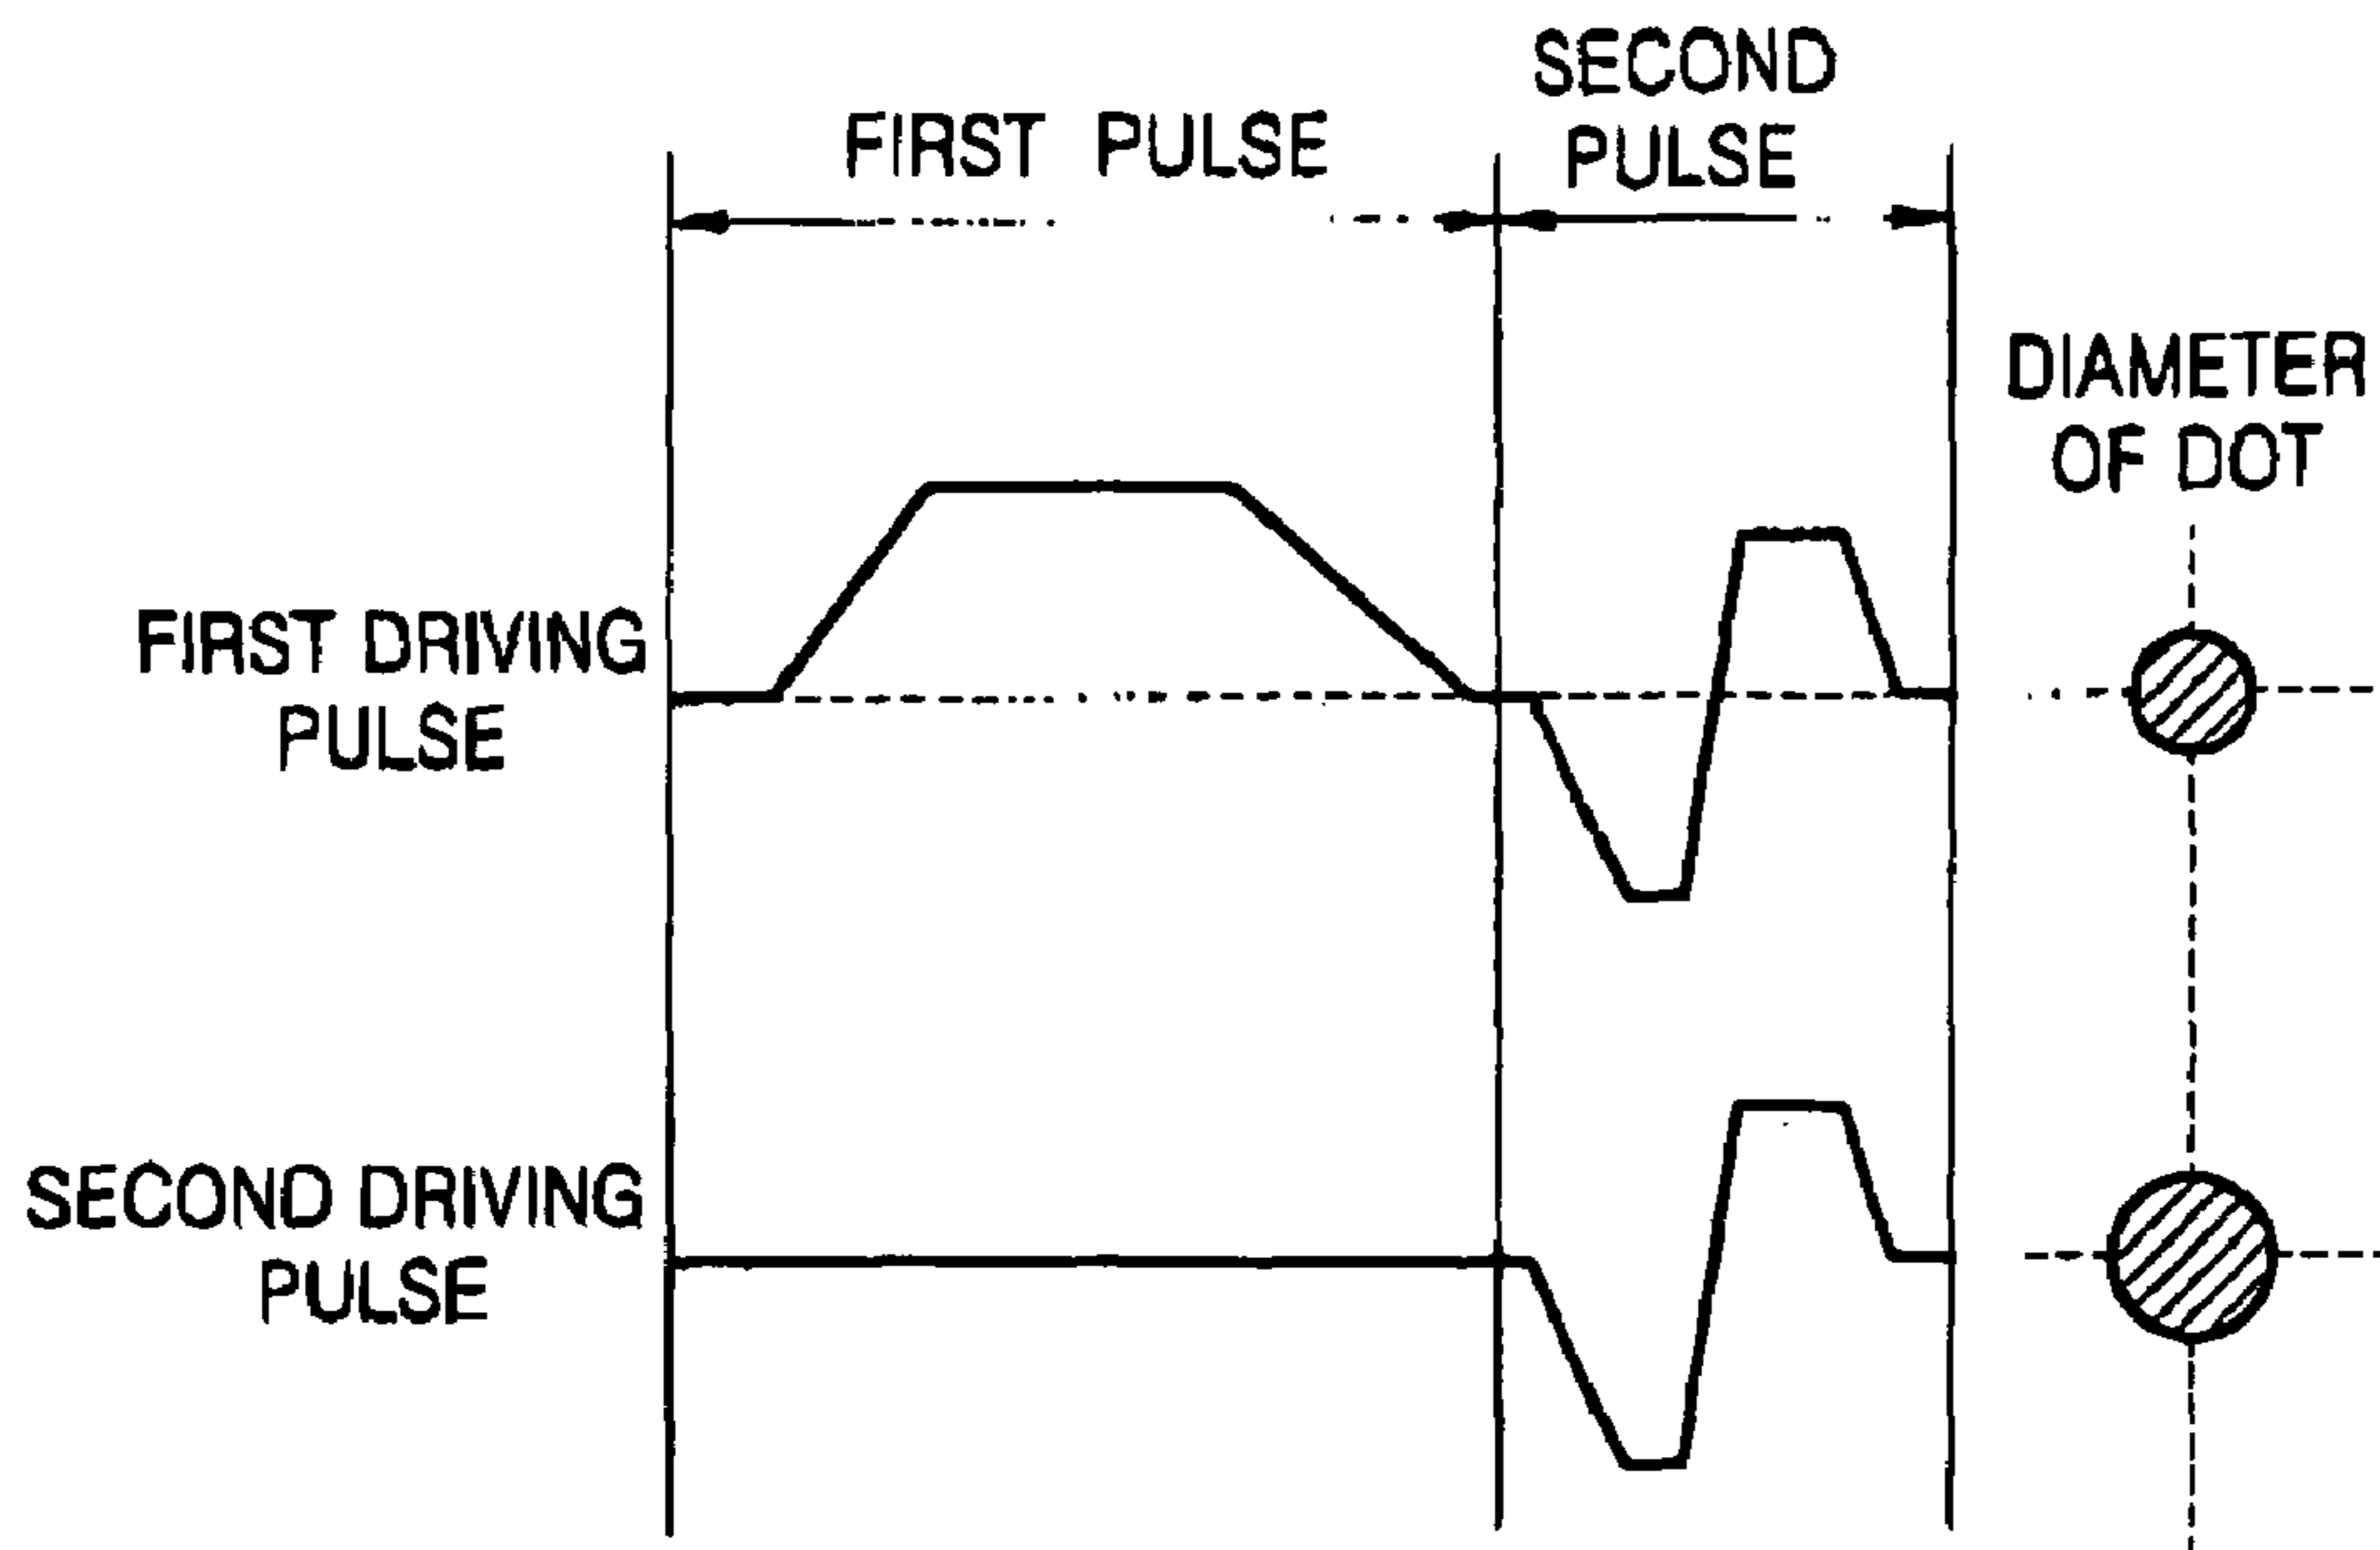 FIRST PULSE
SECOND
PULSE
DIAMETER
OF DOT
FIRST DRIVING
PULSE
SECOND DRIVING
PULSE